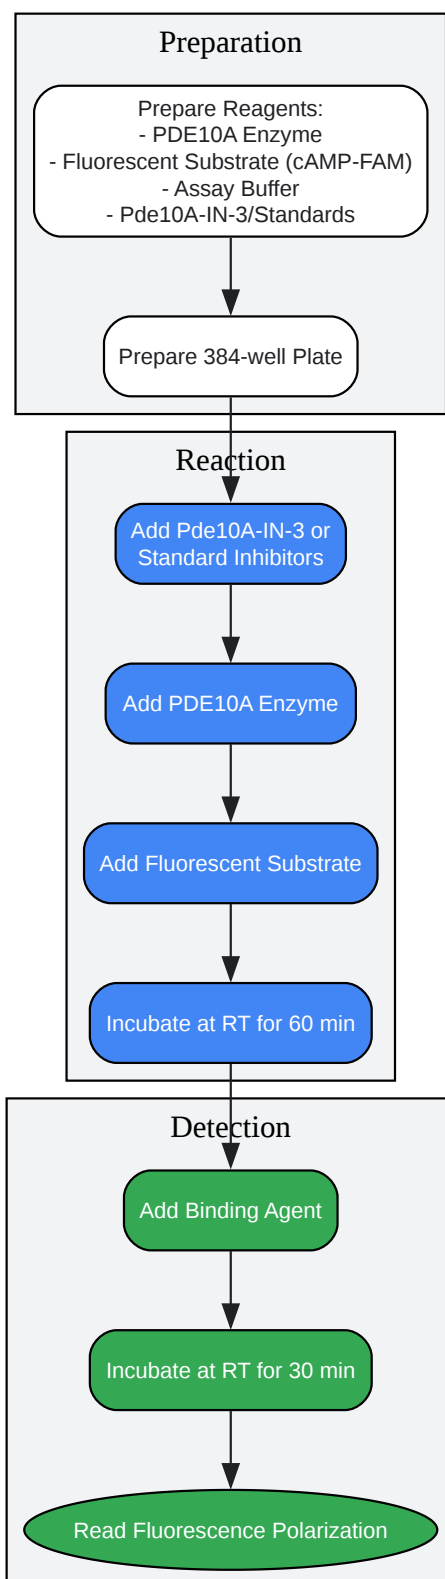 Preparation
Prepare Reagents:
- PDE10A Enzyme
- Fluorescent Substrate (cAMP-FAM)
- Assay Buffer
- Pde10A-IN-3/Standards
Prepare 384-well Plate
Reaction
Add Pde10A-IN-3 or
Standard Inhibitors
Add PDE10A Enzyme
Add Fluorescent Substrate
Incubate at RT for 60 min
Detection
Add Binding Agent
Incubate at RT for 30 min
Read Fluorescence Polarization